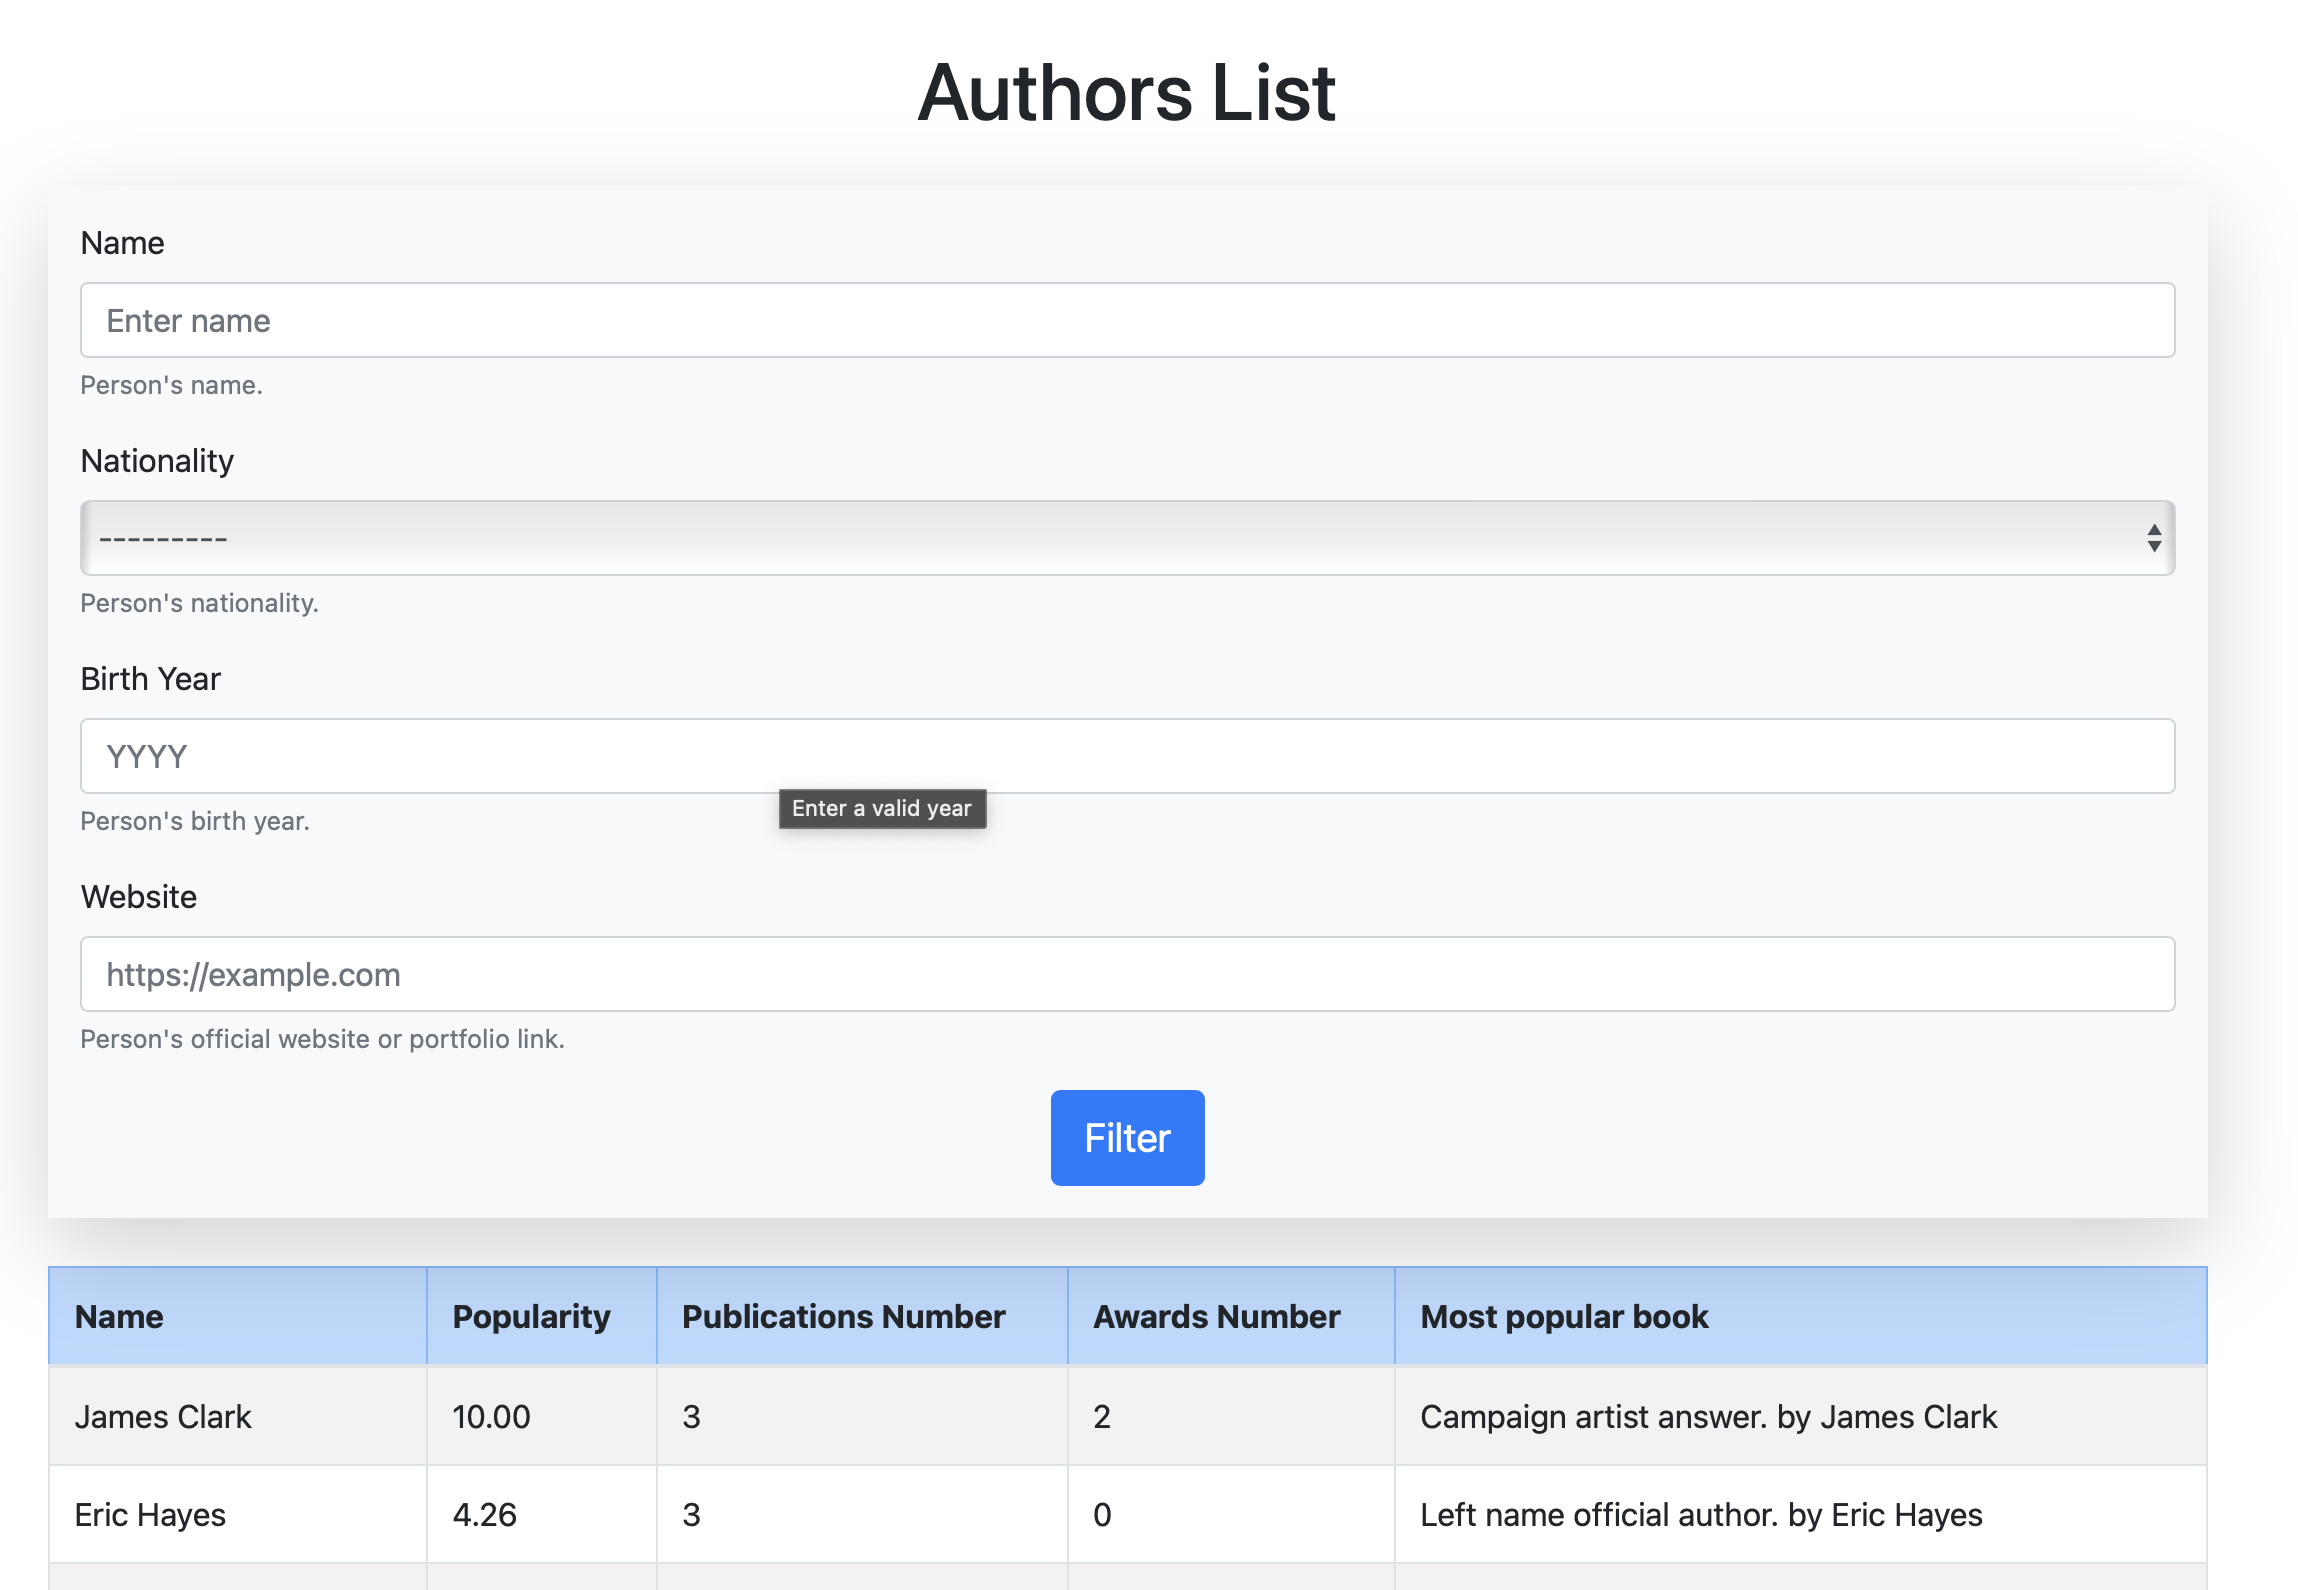 Authors List
Name
Enter name
Person's name.
Nationality
---------
Person's nationality.
Birth Year
YYYY
Enter a valid year
Person's birth year.
Website
https://example.com
Person's official website or portfolio link.
Filter
Name Popularity Publications Number Awards Number Most popular book
James Clark 10.00 3 2 Campaign artist answer. by James Clark
Eric Hayes 4.26 3 0 Left name official author. by Eric Hayes